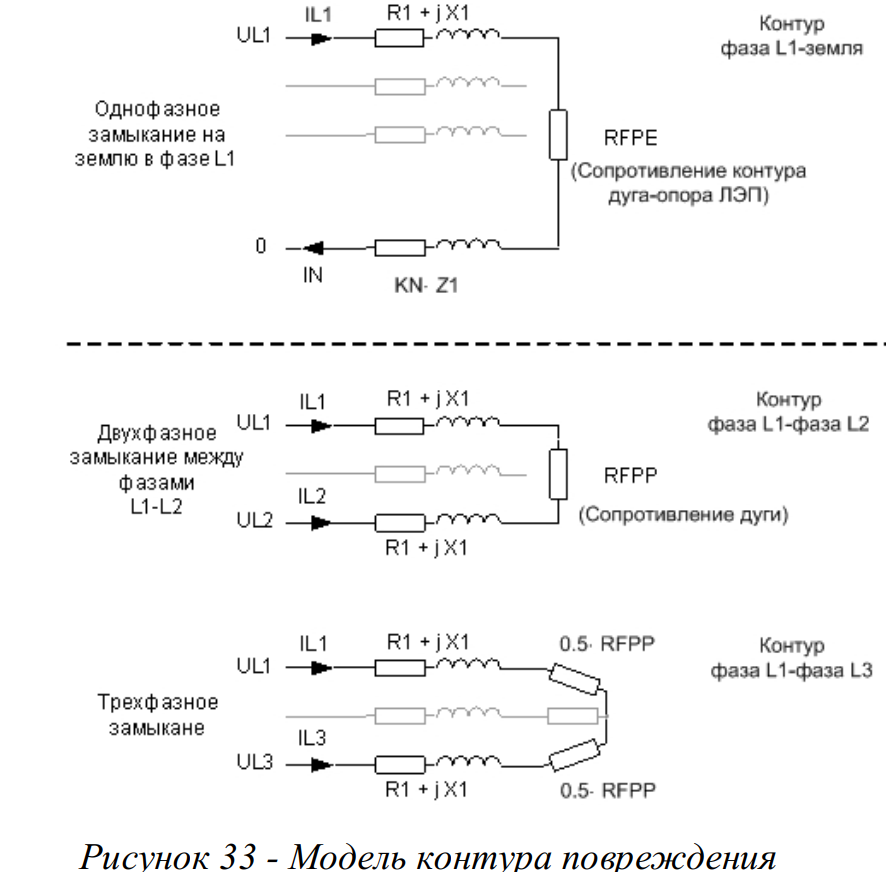 IL1
R1 + j X1
Контур
фаза L1-земля
UL1
Однофазное
замыкание на
землю в фазе L1
RFPE
(Сопротивление контура
дуга-опора ЛЭП)
0
IN
KN· Z1
IL1
R1 + j X1
Контур
фаза L1-фаза L2
UL1
Двухфазное
замыкание между
фазами
L1-L2
RFPP
(Сопротивление дуги)
IL2
UL2
R1 + j X1
IL1
R1 + j X1
0.5· RFPP
Контур
фаза L1-фаза L3
UL1
Трехфазное
замыкане
IL3
UL3
R1 + j X1
0.5· RFPP
Рисунок 33 - Модель контура повреждения